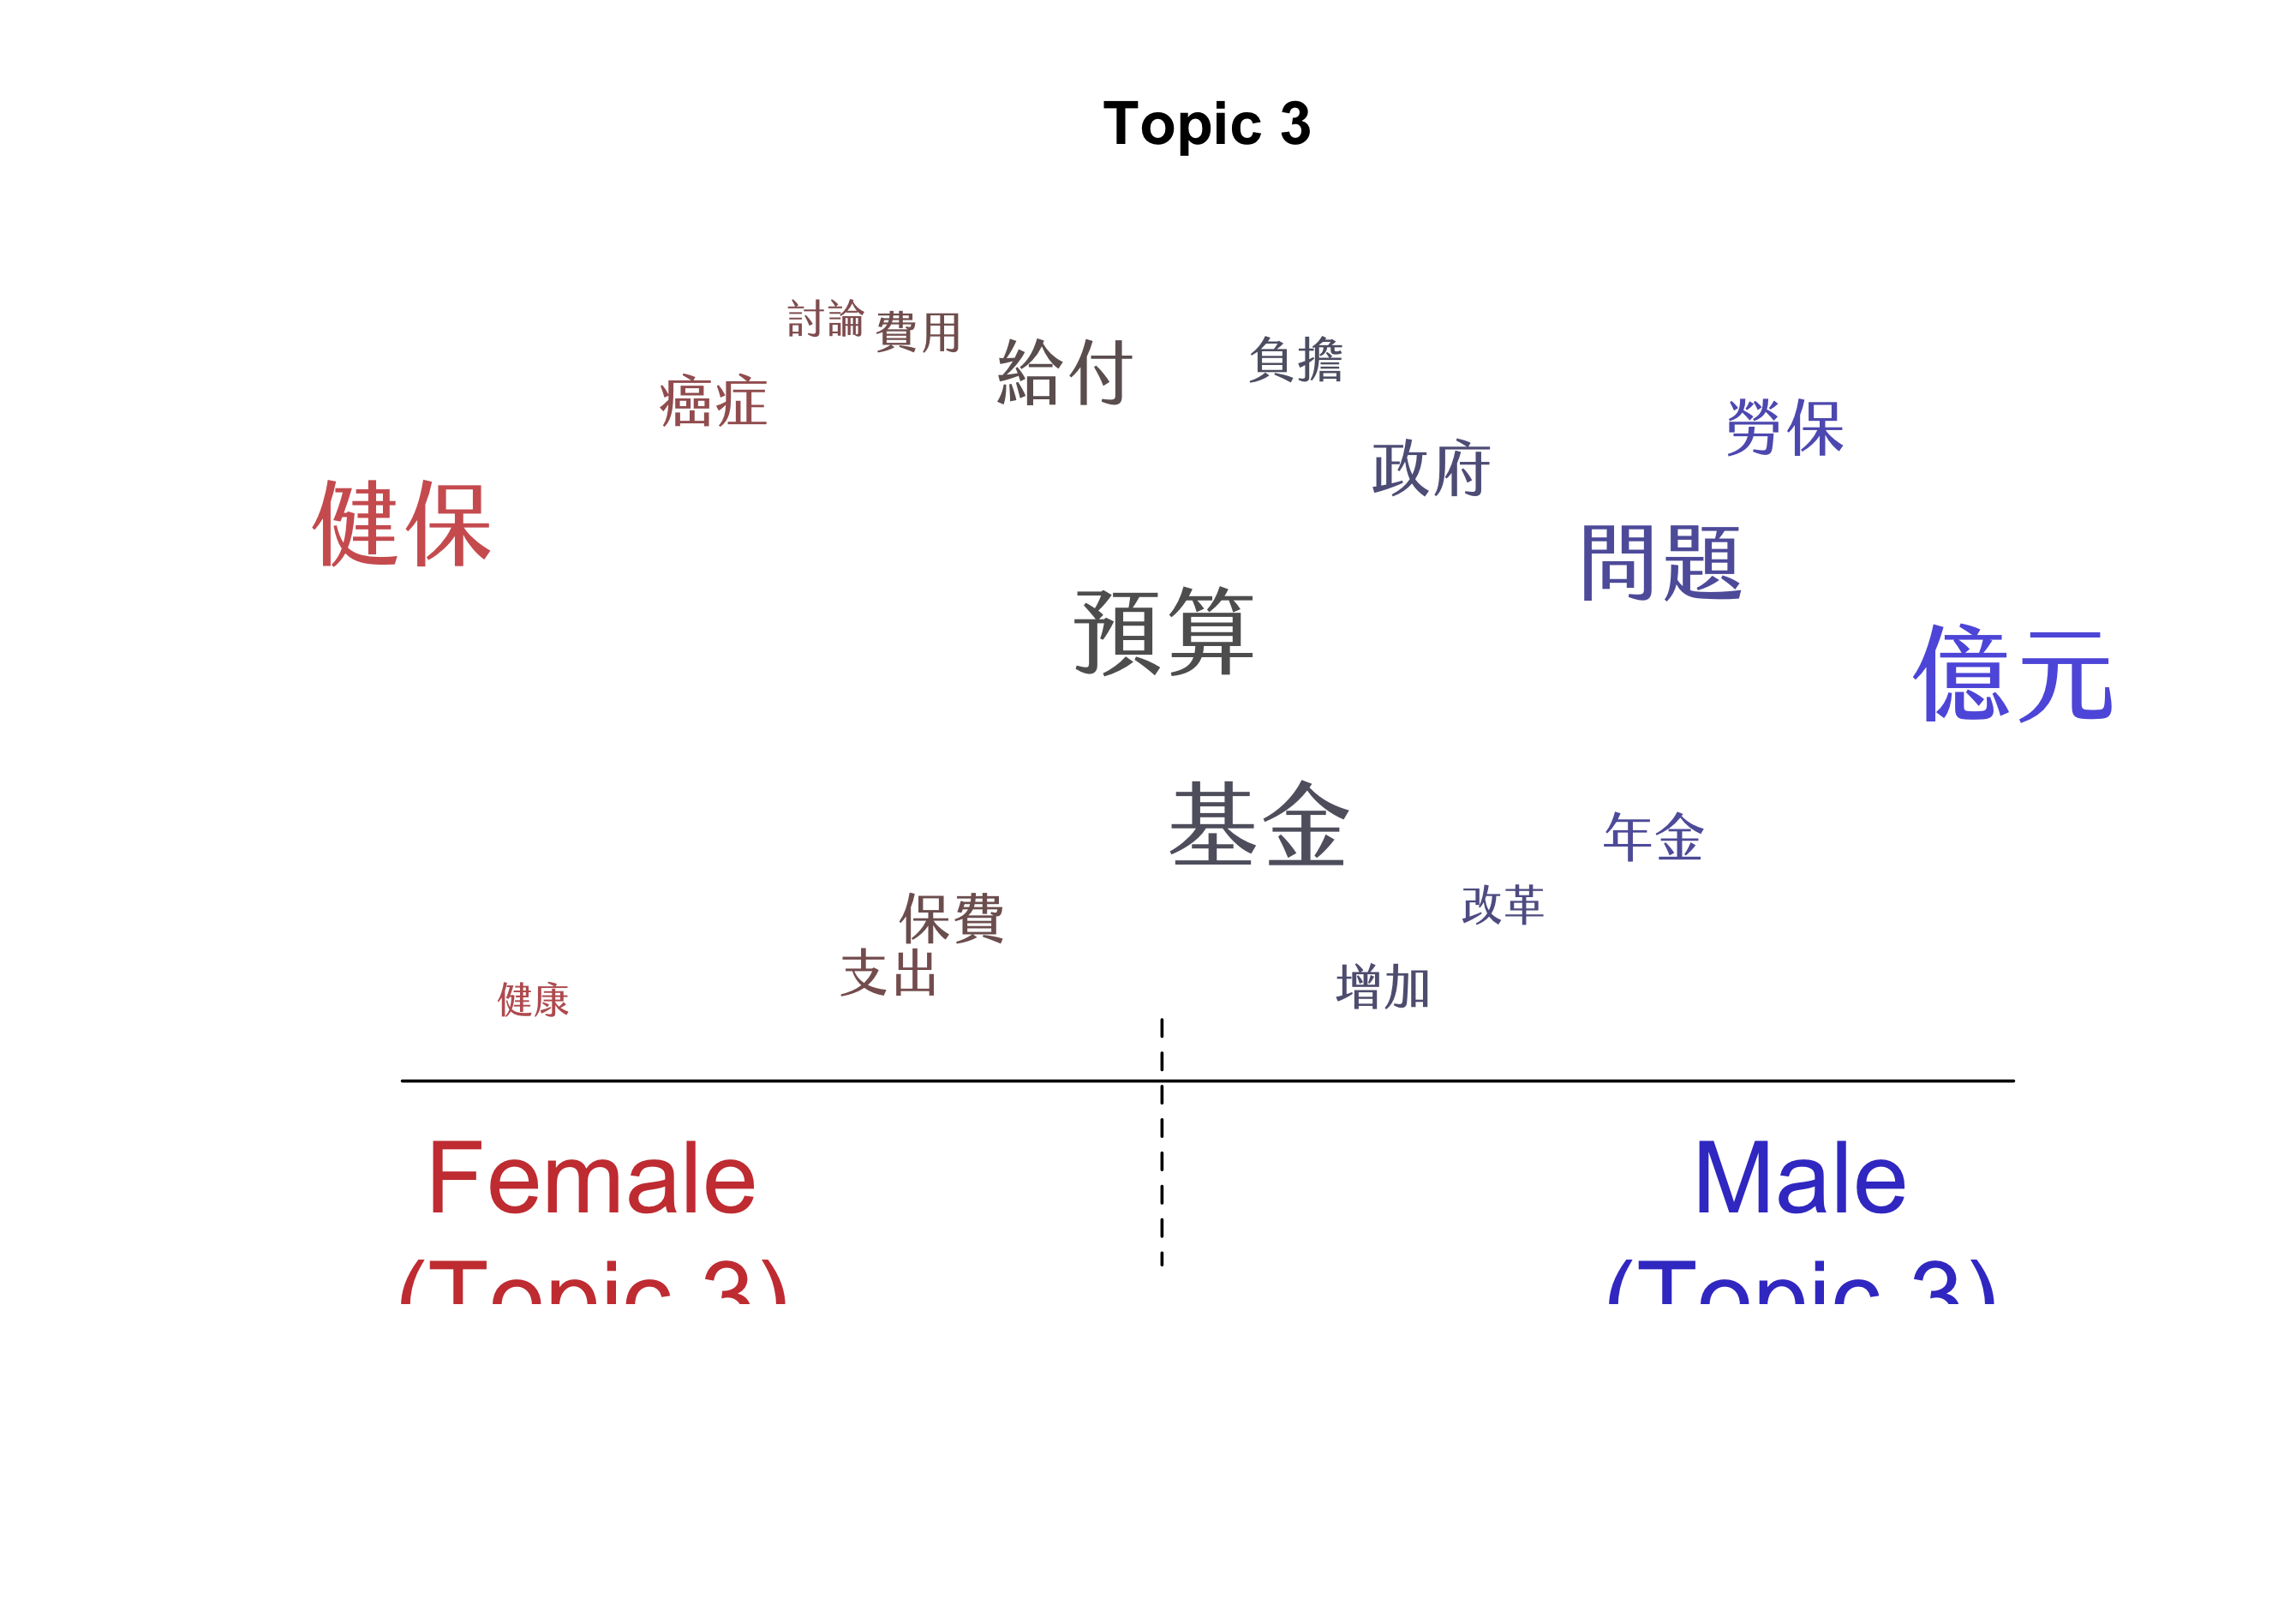 Topic 3
討論
費用
給付
負擔
癌症
勞保
政府
健保
問題
預算
億元
基金
年金
保費
改革
支出
增加
健康
Female
Male
(Topic 3)
(Topic 3)